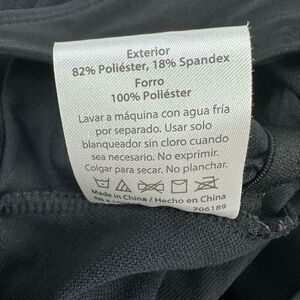 Exterior
82% Poliéster, 18% Spandex
Forro
100% Poliéster
Lavar a máquina con agua fría
por separado. Usar solo
blanqueador sin cloro cuando
sea necesario. No exprimir.
Colgar para secar. No planchar.
Made in China / Hecho en China
706189